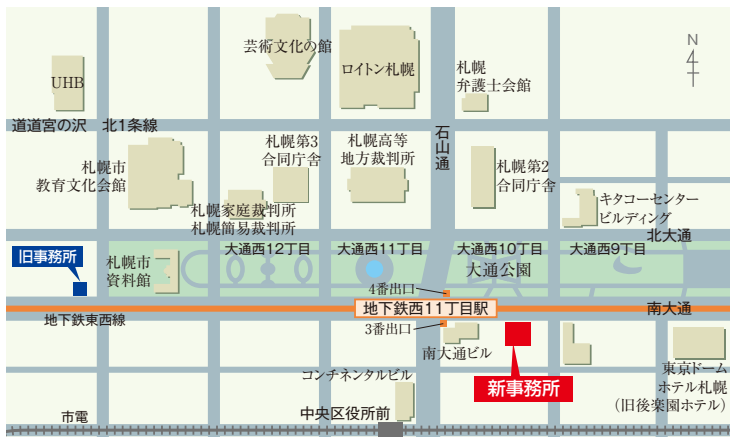 芸術文化の館
UHB
ロイトン札幌
札幌
弁護士会館
N
4
道道宮の沢 北1条線
石山通
札幌市
教育文化会館
札幌第3
合同庁舎
札幌高等
地方裁判所
札幌第2
合同庁舎
札幌家庭裁判所
札幌簡易裁判所
キタコーセンター
ビルディング
北大通
旧事務所
札幌市
資料館
大通西12丁目
大通西11丁目
大通西10丁目
大通西9丁目
大通公園
4番出口
地下鉄西11丁目駅
南大通
地下鉄東西線
3番出口
南大通ビル
新事務所
コンチネンタルビル
東京ドーム
ホテル札幌
(旧後楽園ホテル)
市電
中央区役所前